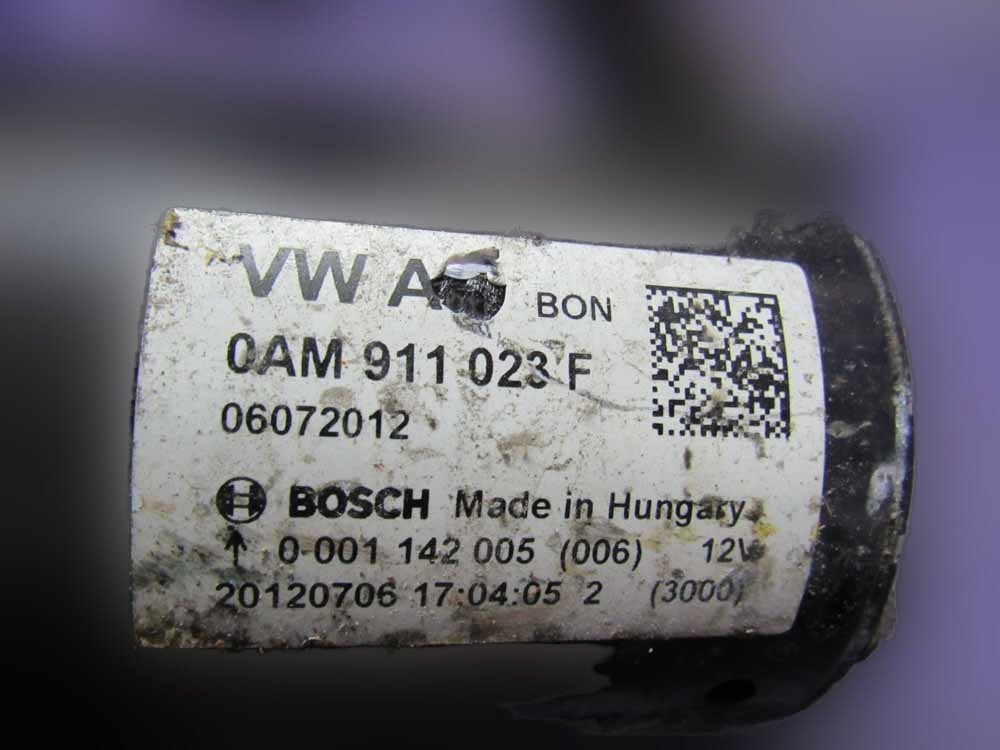 VW A BON
0AM 911 023 F
06072012
BOSCH Made in Hungary
↑ 0 001 142 005 (006) 12V
20120706 17:04:05 2 (3000)